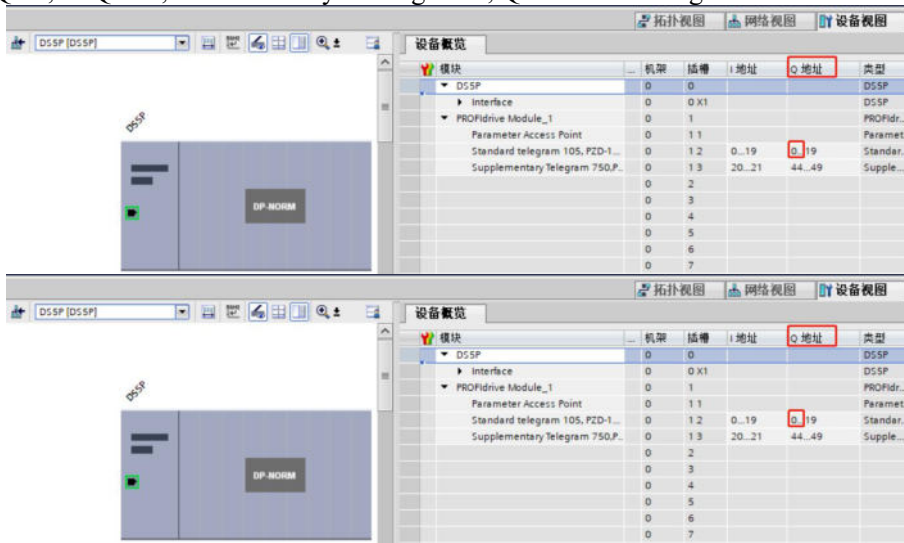 拓扑视图 网络视图 设备视图
DS5P [DS5P] 设备概览
模块 ... 机架 插槽 I 地址 Q 地址 类型
DS5P 0 0 DS5P
Interface 0 0 X1 DS5P
PROFIdrive Module_1 0 1 PROFIdr..
Parameter Access Point 0 1 1 Paramet
Standard telegram 105, PZD-1... 0 1 2 0...19 0...19 Standar.
Supplementary Telegram 750,P.. 0 1 3 20...21 44...49 Supple...
0 2
0 3
0 4
0 5
0 6
0 7
DS5P
DP-NORM
拓扑视图 网络视图 设备视图
DS5P [DS5P] 设备概览
模块 ... 机架 插槽 I 地址 Q 地址 类型
DS5P 0 0 DS5P
Interface 0 0 X1 DS5P
PROFIdrive Module_1 0 1 PROFIdr..
Parameter Access Point 0 1 1 Paramet
Standard telegram 105, PZD-1... 0 1 2 0...19 0...19 Standar.
Supplementary Telegram 750,P.. 0 1 3 20...21 44...49 Supple...
0 2
0 3
0 4
0 5
0 6
0 7
DS5P
DP-NORM